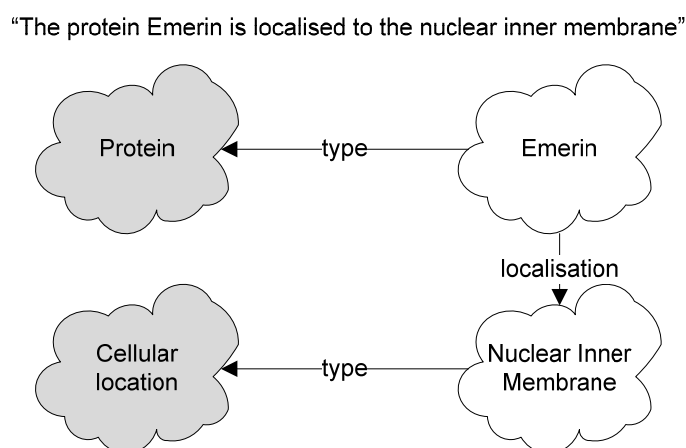 “The protein Emerin is localised to the nuclear inner membrane”
Protein
type
Emerin
localisation
Cellular
location
type
Nuclear Inner
Membrane